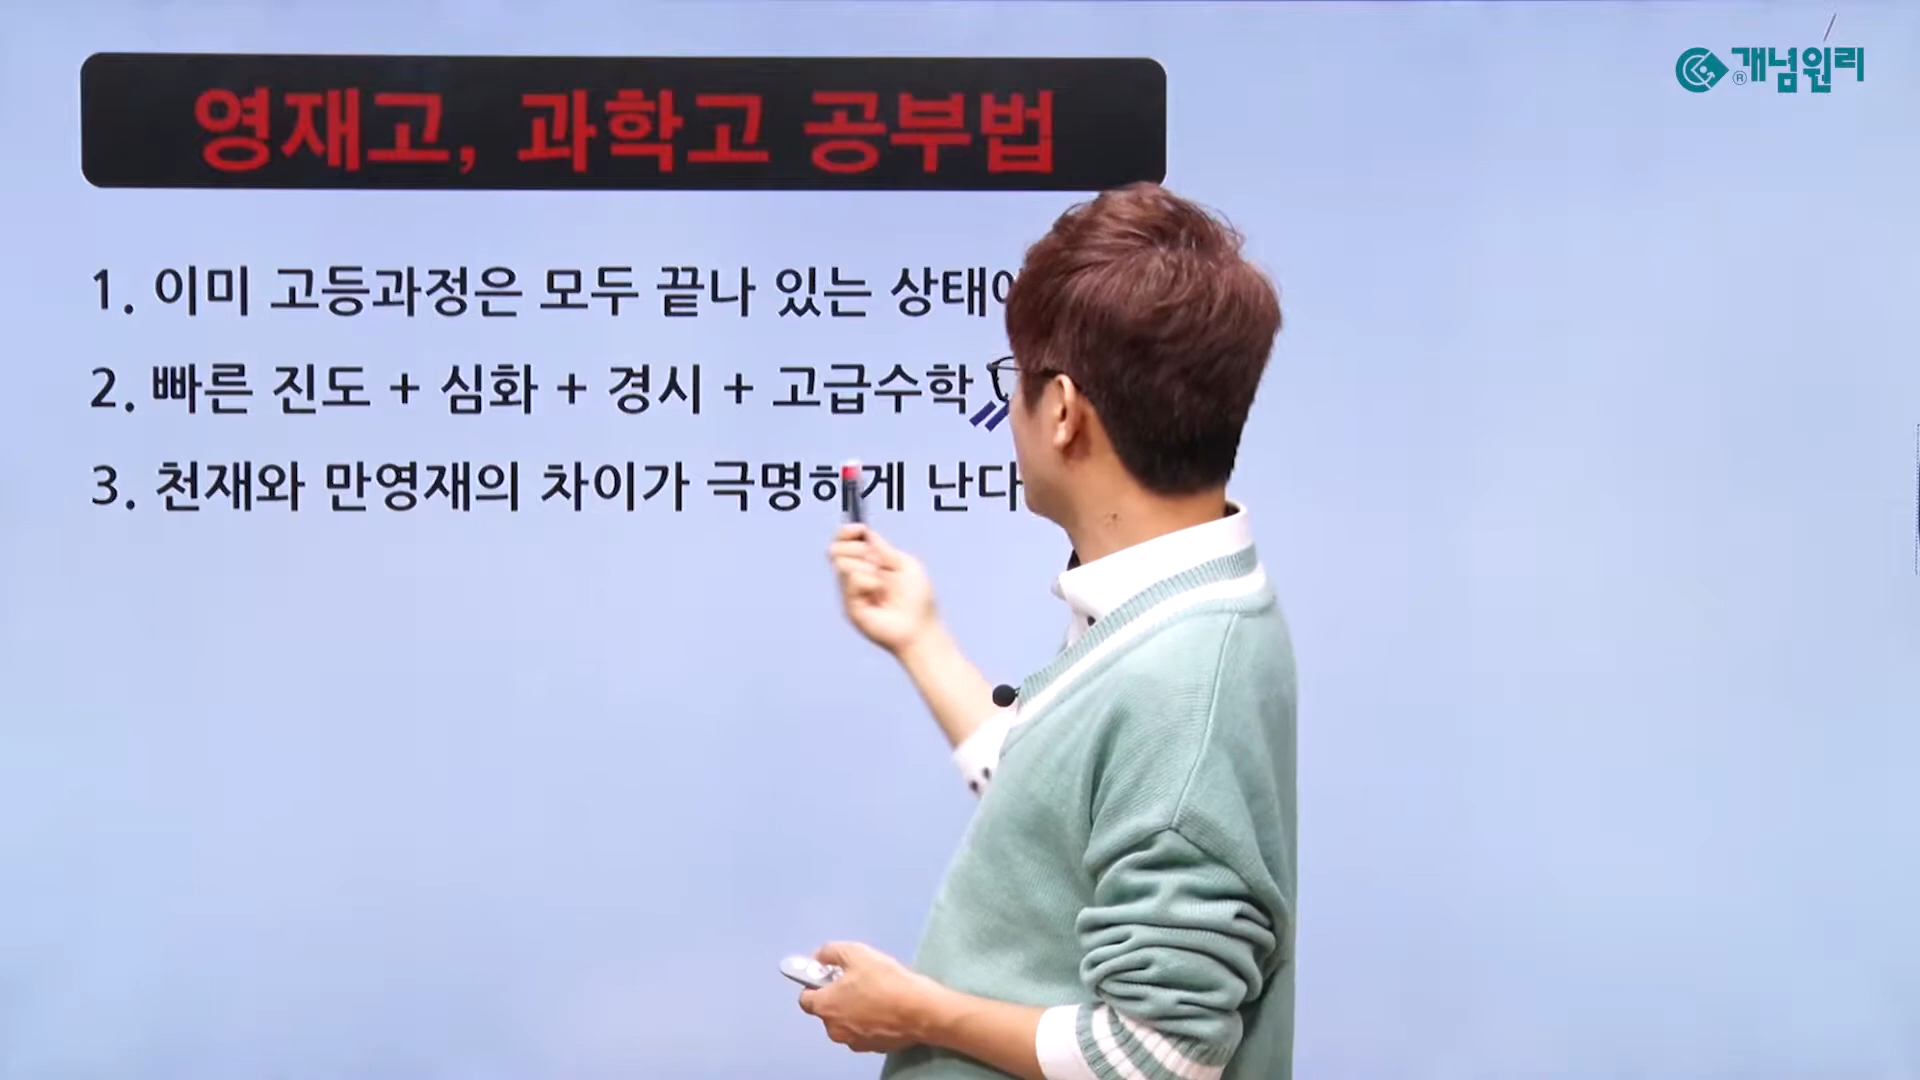 개념원리
영재고, 과학고 공부법
1. 이미 고등과정은 모두 끝나 있는
2. 빠른 진도 + 심화 + 경시 + 고급수학
3. 천재와 만영재의 차이가 극명하게 난다